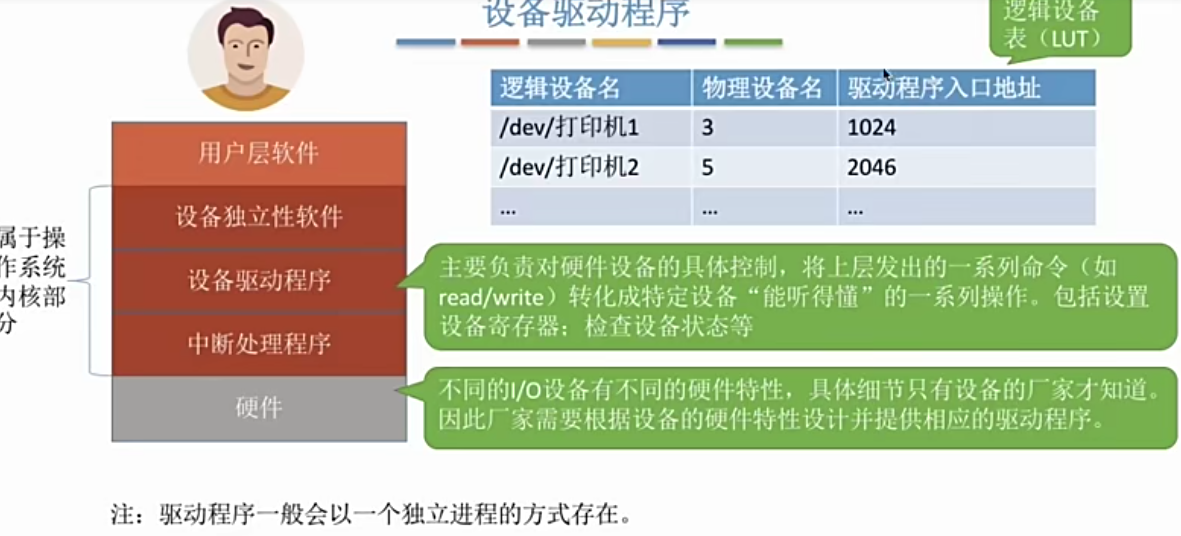 设备驱动程序
逻辑设备
表（LUT）
逻辑设备名 物理设备名 驱动程序入口地址
/dev/打印机1 3 1024
/dev/打印机2 5 2046
... ... ...
用户层软件
设备独立性软件
设备驱动程序
中断处理程序
硬件
属于操
作系统
内核部
分
主要负责对硬件设备的具体控制，将上层发出的一系列命令（如
read/write）转化成特定设备“能听得懂”的一系列操作。包括设置
设备寄存器；检查设备状态等
不同的I/O设备有不同的硬件特性，具体细节只有设备的厂家才知道。
因此厂家需要根据设备的硬件特性设计并提供相应的驱动程序。
注：驱动程序一般会以一个独立进程的方式存在。